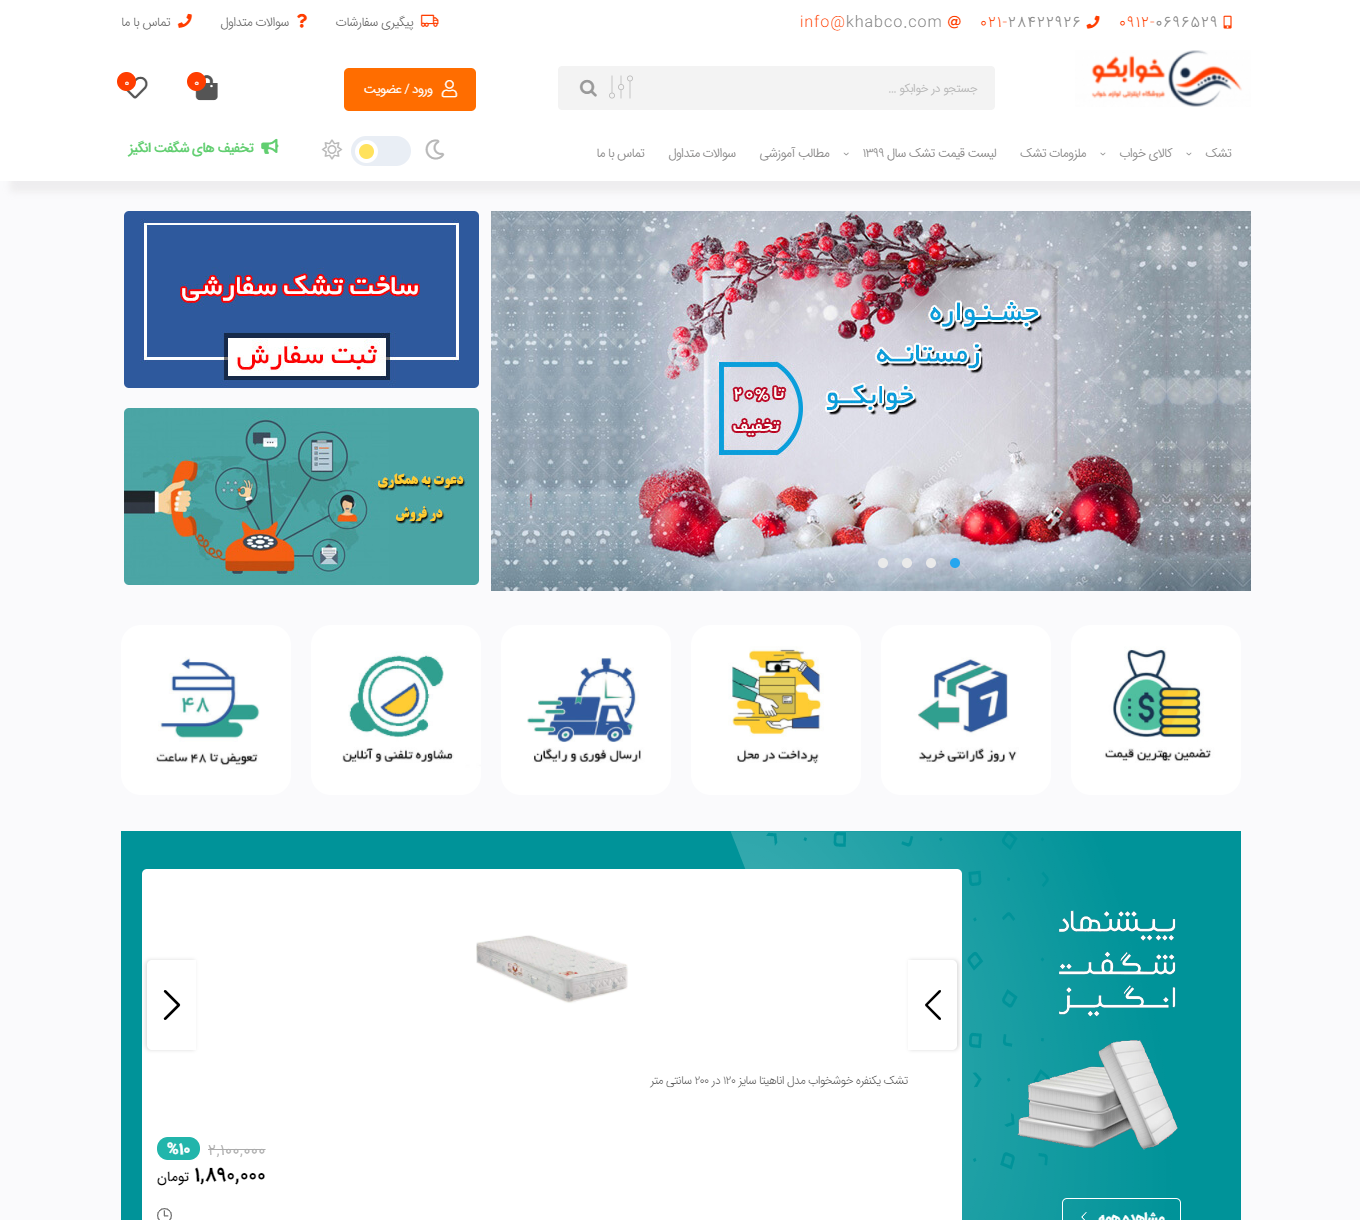 ۰۹۱۲-۰۶۹۶۵۲۹
۰۲۱-۲۸۴۲۲۹۲۶
info@khabco.com
پیگیری سفارشات
سوالات متداول
تماس با ما
خوابکو
فروشگاه اینترنتی لوازم خواب
جستجو در خوابکو ...
ورود / عضویت
۰
۰
تشک
کالای خواب
ملزومات تشک
لیست قیمت تشک سال ۱۳۹۹
مطالب آموزشی
سوالات متداول
تماس با ما
تخفیف های شگفت انگیز
جشنواره
زمستانه
خوابکو
تا ۲۰%
تخفیف
ساخت تشک سفارشی
ثبت سفارش
دعوت به همکاری
در فروش
تضمین بهترین قیمت
۷ روز گارانتی خرید
پرداخت در محل
ارسال فوری و رایگان
مشاوره تلفنی و آنلاین
۴۸
تعویض تا ۴۸ ساعت
پیشنهاد
شگفت
انگیز
تشک یکنفره خوشخواب مدل اناهیتا سایز ۱۲۰ در ۲۰۰ سانتی متر
۲,۱۰۰,۰۰۰
%۱۰
۱,۸۹۰,۰۰۰ تومان
مشاهده همه